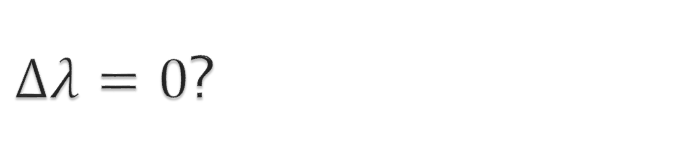 Δλ = 0?